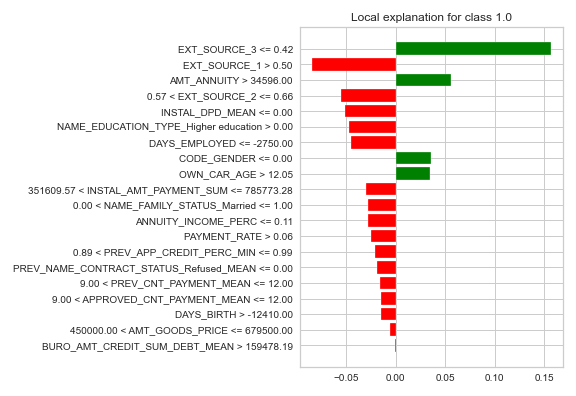 Local explanation for class 1.0
EXT_SOURCE_3 <= 0.42
EXT_SOURCE_1 > 0.50
AMT_ANNUITY > 34596.00
0.57 < EXT_SOURCE_2 <= 0.66
INSTAL_DPD_MEAN <= 0.00
NAME_EDUCATION_TYPE_Higher education > 0.00
DAYS_EMPLOYED <= -2750.00
CODE_GENDER <= 0.00
OWN_CAR_AGE > 12.05
351609.57 < INSTAL_AMT_PAYMENT_SUM <= 785773.28
0.00 < NAME_FAMILY_STATUS_Married <= 1.00
ANNUITY_INCOME_PERC <= 0.11
PAYMENT_RATE > 0.06
0.89 < PREV_APP_CREDIT_PERC_MIN <= 0.99
PREV_NAME_CONTRACT_STATUS_Refused_MEAN <= 0.00
9.00 < PREV_CNT_PAYMENT_MEAN <= 12.00
9.00 < APPROVED_CNT_PAYMENT_MEAN <= 12.00
DAYS_BIRTH > -12410.00
450000.00 < AMT_GOODS_PRICE <= 679500.00
BURO_AMT_CREDIT_SUM_DEBT_MEAN > 159478.19
−0.05 0.00 0.05 0.10 0.15